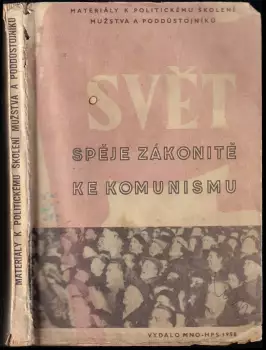 MATERIÁLY K POLITICKÉMU ŠKOLENÍ MUŽSTVA A PODDŮSTOJNÍKŮ
MATERIÁLY K POLITICKÉMU ŠKOLENÍ
MUŽSTVA A PODDŮSTOJNÍKŮ
SVĚT
SPĚJE ZÁKONITĚ
KE KOMUNISMU
VYDALO MNO-HPS-1958